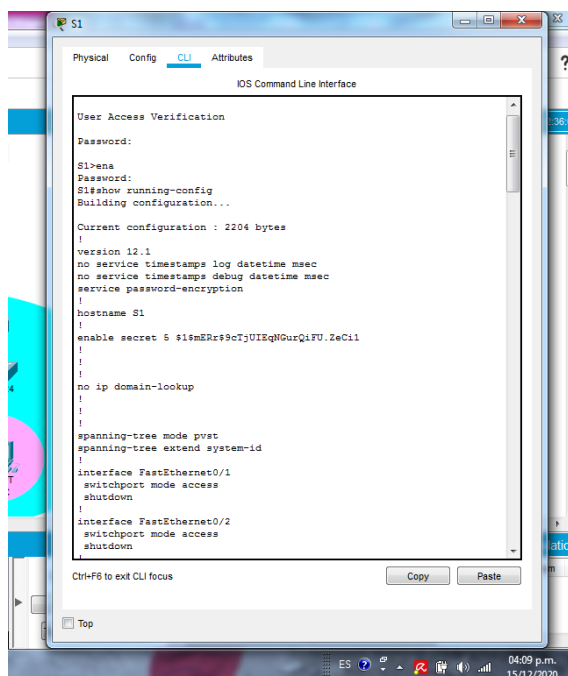 S1
?
Physical Config CLI Attributes
IOS Command Line Interface
User Access Verification
Password:
S1>ena
Password:
S1#show running-config
Building configuration...
Current configuration : 2204 bytes
!
version 12.1
no service timestamps log datetime msec
no service timestamps debug datetime msec
service password-encryption
!
hostname S1
!
enable secret 5 $1$mERr$9cTjUIEqNGurQiFU.ZeCi1
!
!
!
no ip domain-lookup
!
!
!
spanning-tree mode pvst
spanning-tree extend system-id
!
interface FastEthernet0/1
switchport mode access
shutdown
!
interface FastEthernet0/2
switchport mode access
shutdown
!
Ctrl+F6 to exit CLI focus
Copy Paste
Top
ES
04:09 p.m.
15/12/2020